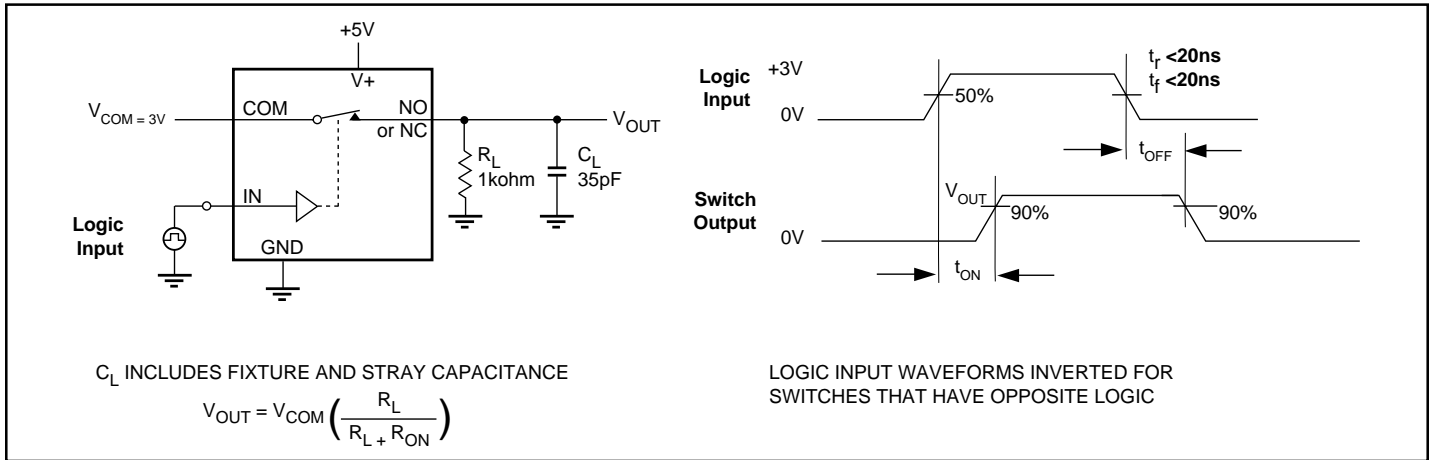 +5V
V+
COM
NO
or NC
V_COM = 3V
V_OUT
R_L
1kohm
C_L
35pF
IN
Logic
Input
GND
C_L INCLUDES FIXTURE AND STRAY CAPACITANCE
V_OUT = V_COM ( R_L / R_L + R_ON )
Logic
Input
+3V
0V
50%
t_r <20ns
t_f <20ns
t_OFF
Switch
Output
V_OUT
0V
90%
90%
t_ON
LOGIC INPUT WAVEFORMS INVERTED FOR
SWITCHES THAT HAVE OPPOSITE LOGIC